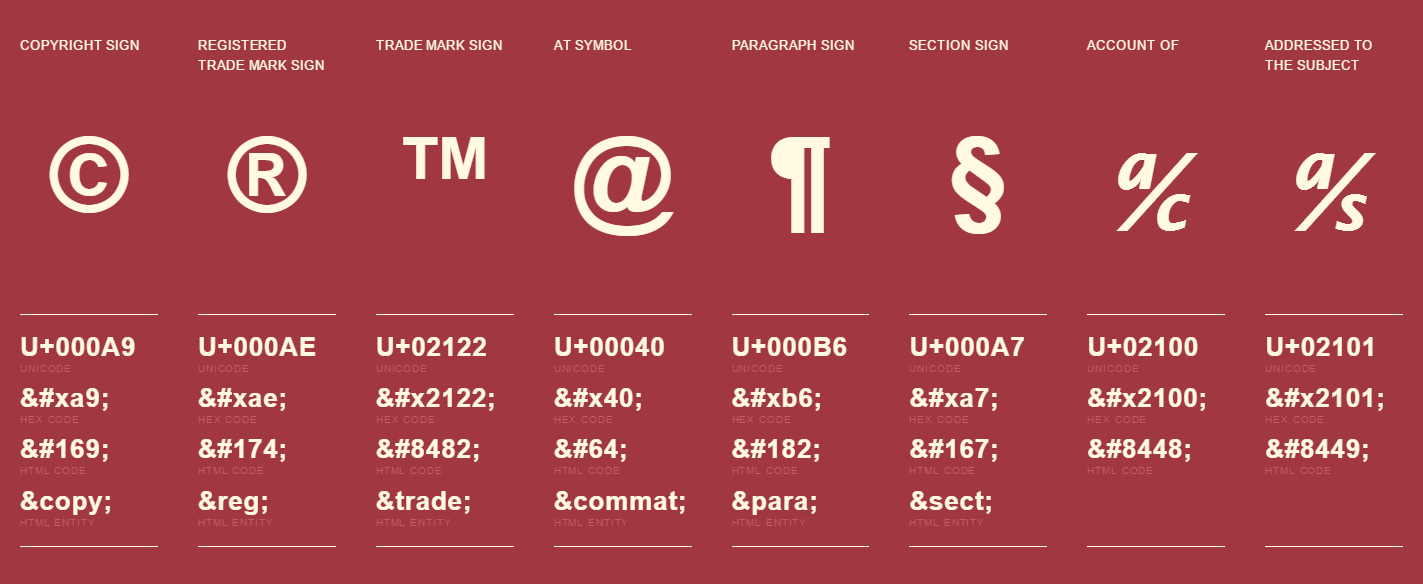 COPYRIGHT SIGN
©
U+000A9
UNICODE
&#xa9;
HEX CODE
&#169;
HTML CODE
&copy;
HTML ENTITY
REGISTERED
TRADE MARK SIGN
®
U+000AE
UNICODE
&#xae;
HEX CODE
&#174;
HTML CODE
&reg;
HTML ENTITY
TRADE MARK SIGN
™
U+02122
UNICODE
&#x2122;
HEX CODE
&#8482;
HTML CODE
&trade;
HTML ENTITY
AT SYMBOL
@
U+00040
UNICODE
&#x40;
HEX CODE
&#64;
HTML CODE
&commat;
HTML ENTITY
PARAGRAPH SIGN
¶
U+000B6
UNICODE
&#xb6;
HEX CODE
&#182;
HTML CODE
&para;
HTML ENTITY
SECTION SIGN
§
U+000A7
UNICODE
&#xa7;
HEX CODE
&#167;
HTML CODE
&sect;
HTML ENTITY
ACCOUNT OF
℀
U+02100
UNICODE
&#x2100;
HEX CODE
&#8448;
HTML CODE
ADDRESSED TO
THE SUBJECT
℁
U+02101
UNICODE
&#x2101;
HEX CODE
&#8449;
HTML CODE